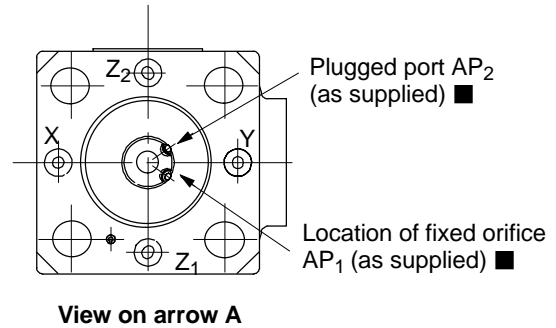 Z₂
Plugged port AP₂
(as supplied) ■
X
Y
Location of fixed orifice
AP₁ (as supplied) ■
Z₁
View on arrow A